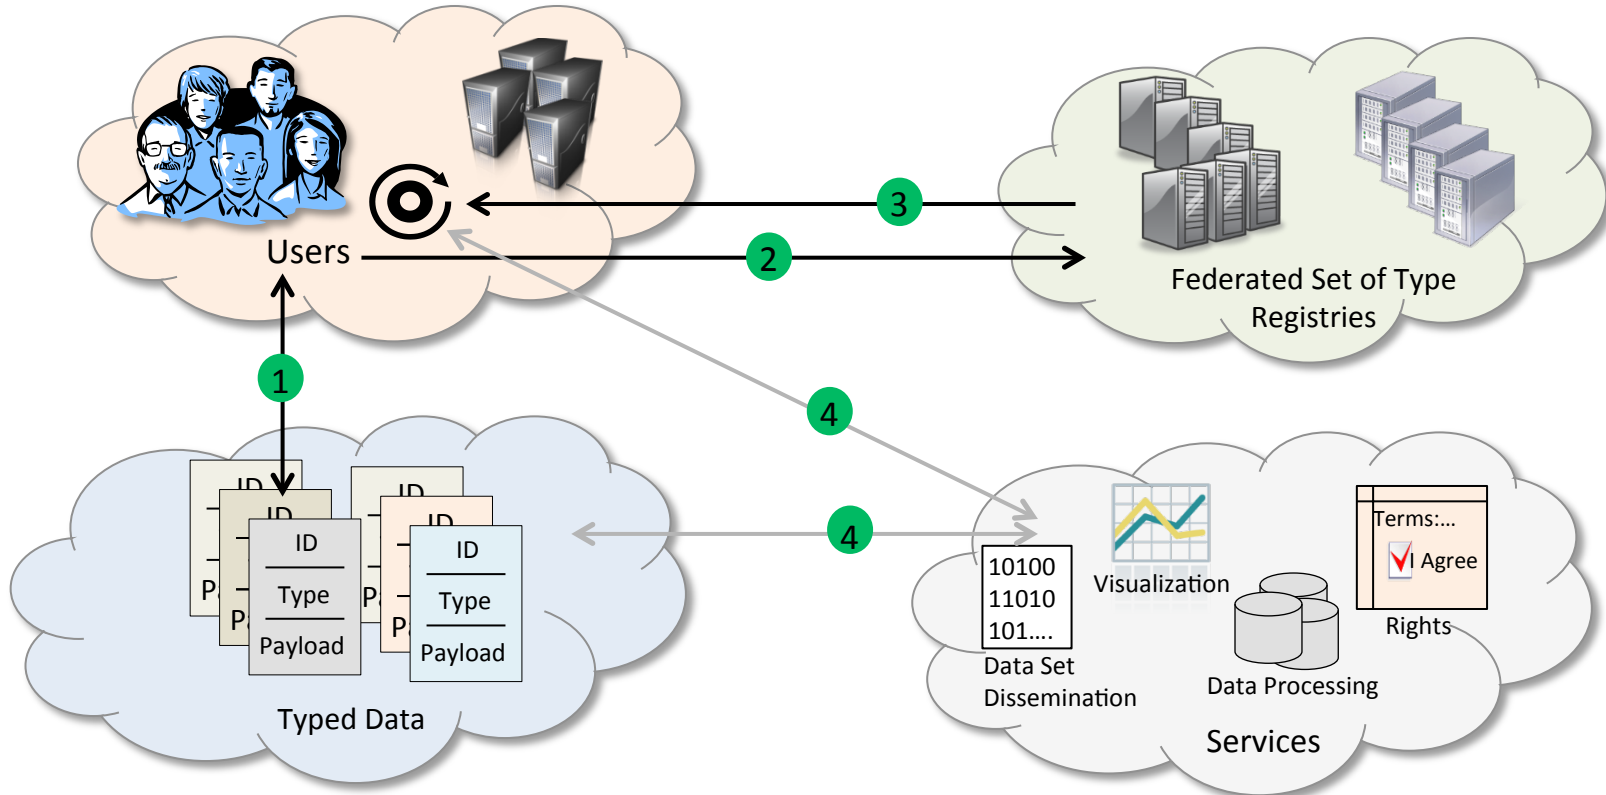 Users
3
2
Federated Set of Type
Registries
1
4
4
ID
ID
ID
Type
Payload
ID
ID
ID
Type
Payload
Typed Data
10100
11010
101....
Data Set
Dissemination
Visualization
Data Processing
Terms:...
I Agree
Rights
Services